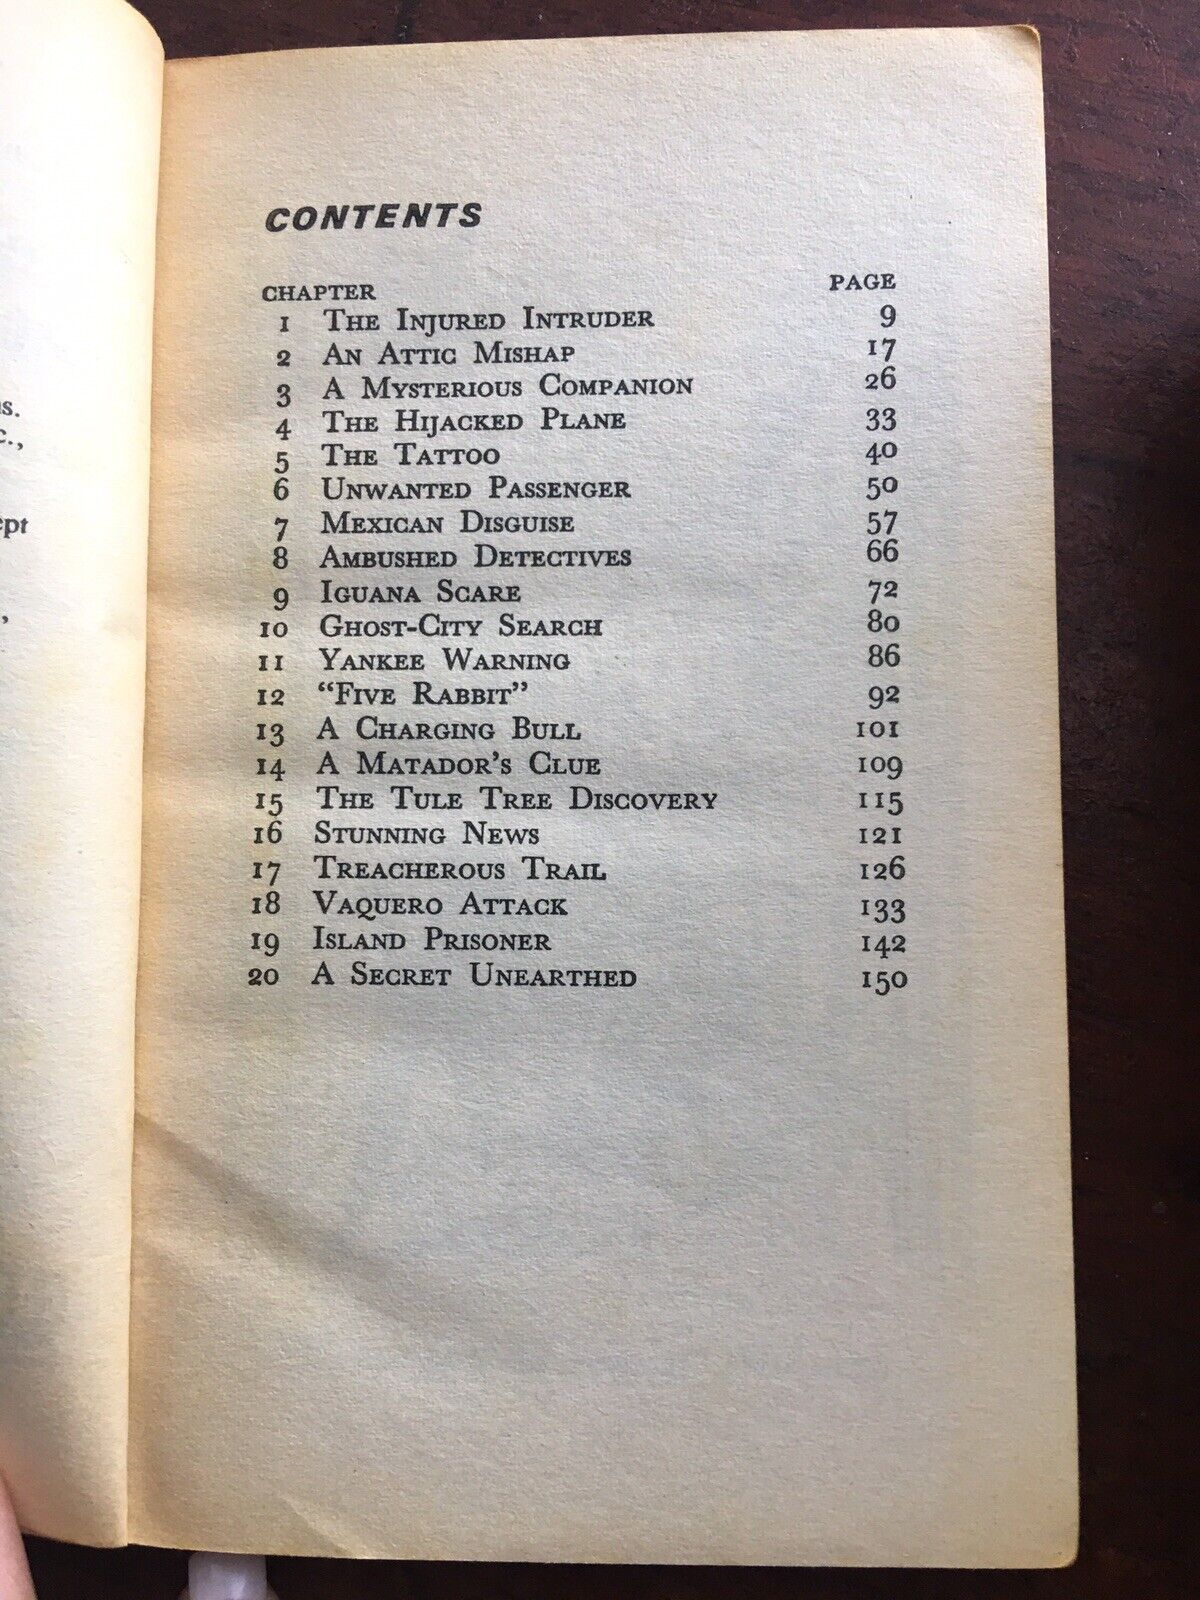 s.
c.,
ept
,
CONTENTS
CHAPTER PAGE
1 THE INJURED INTRUDER 9
2 AN ATTIC MISHAP 17
3 A MYSTERIOUS COMPANION 26
4 THE HIJACKED PLANE 33
5 THE TATTOO 40
6 UNWANTED PASSENGER 50
7 MEXICAN DISGUISE 57
8 AMBUSHED DETECTIVES 66
9 IGUANA SCARE 72
10 GHOST-CITY SEARCH 80
11 YANKEE WARNING 86
12 “FIVE RABBIT” 92
13 A CHARGING BULL 101
14 A MATADOR’S CLUE 109
15 THE TULE TREE DISCOVERY 115
16 STUNNING NEWS 121
17 TREACHEROUS TRAIL 126
18 VAQUERO ATTACK 133
19 ISLAND PRISONER 142
20 A SECRET UNEARTHED 150